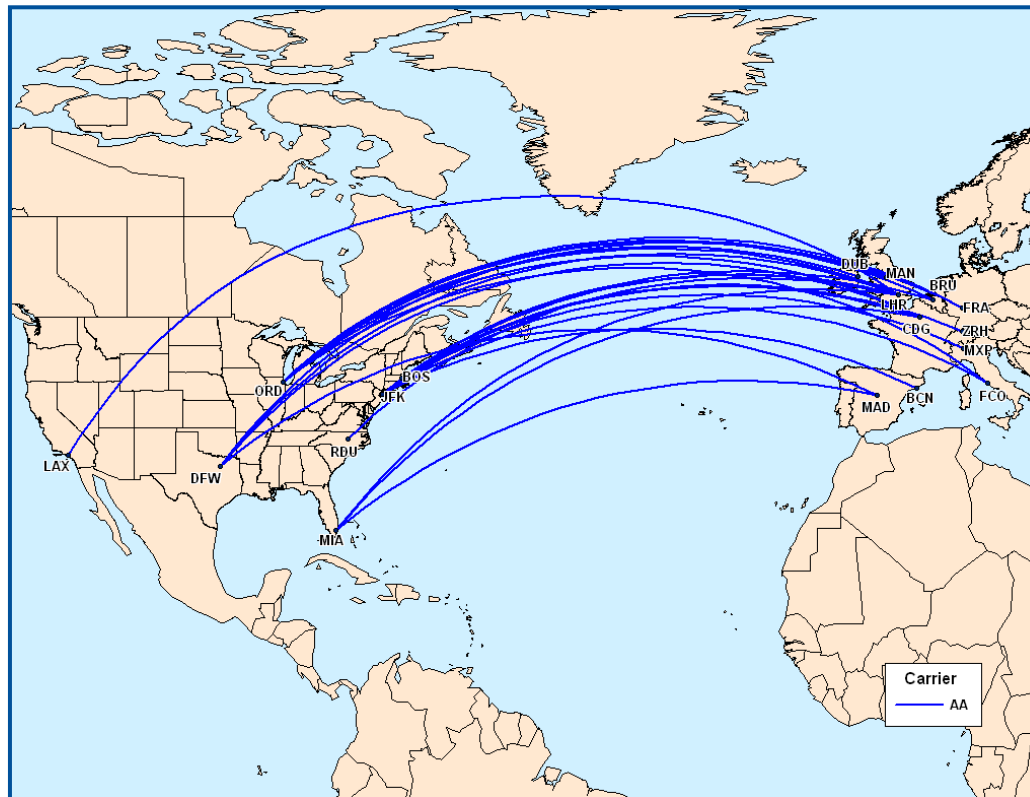 DUB
MAN
BRU
LHR
FRA
CDG
ZRH
MXP
BOS
ORD
JFK
BCN
FCO
MAD
RDU
LAX
DFW
MIA
Carrier
AA